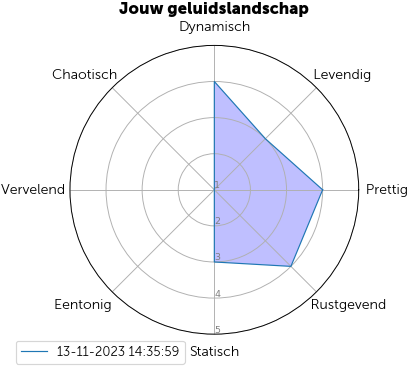 Jouw geluidslandschap
Dynamisch
Chaotisch
Levendig
Vervelend
1
Prettig
2
3
4
Eentonig
Rustgevend
5
13-11-2023 14:35:59
Statisch